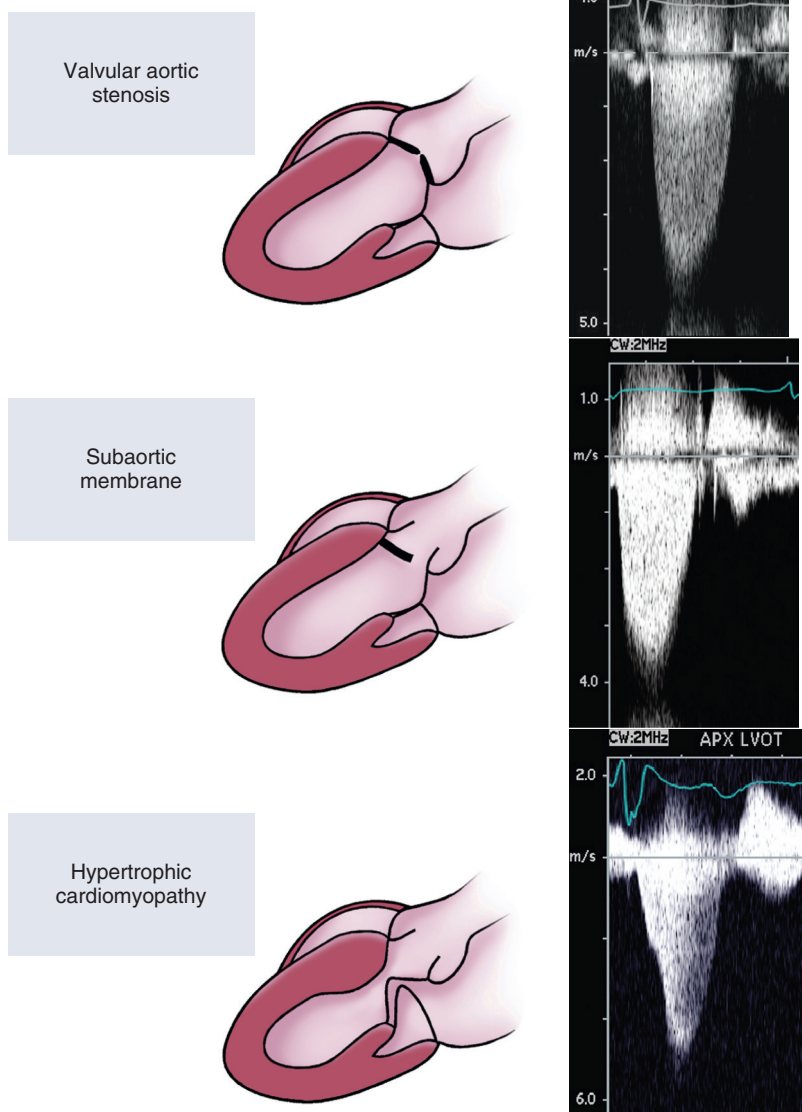 Valvular aortic
stenosis
m/s
5.0
Subaortic
membrane
CW:2MHz
1.0
m/s
4.0
Hypertrophic
cardiomyopathy
CW:2MHz APX LVOT
2.0
m/s
6.0